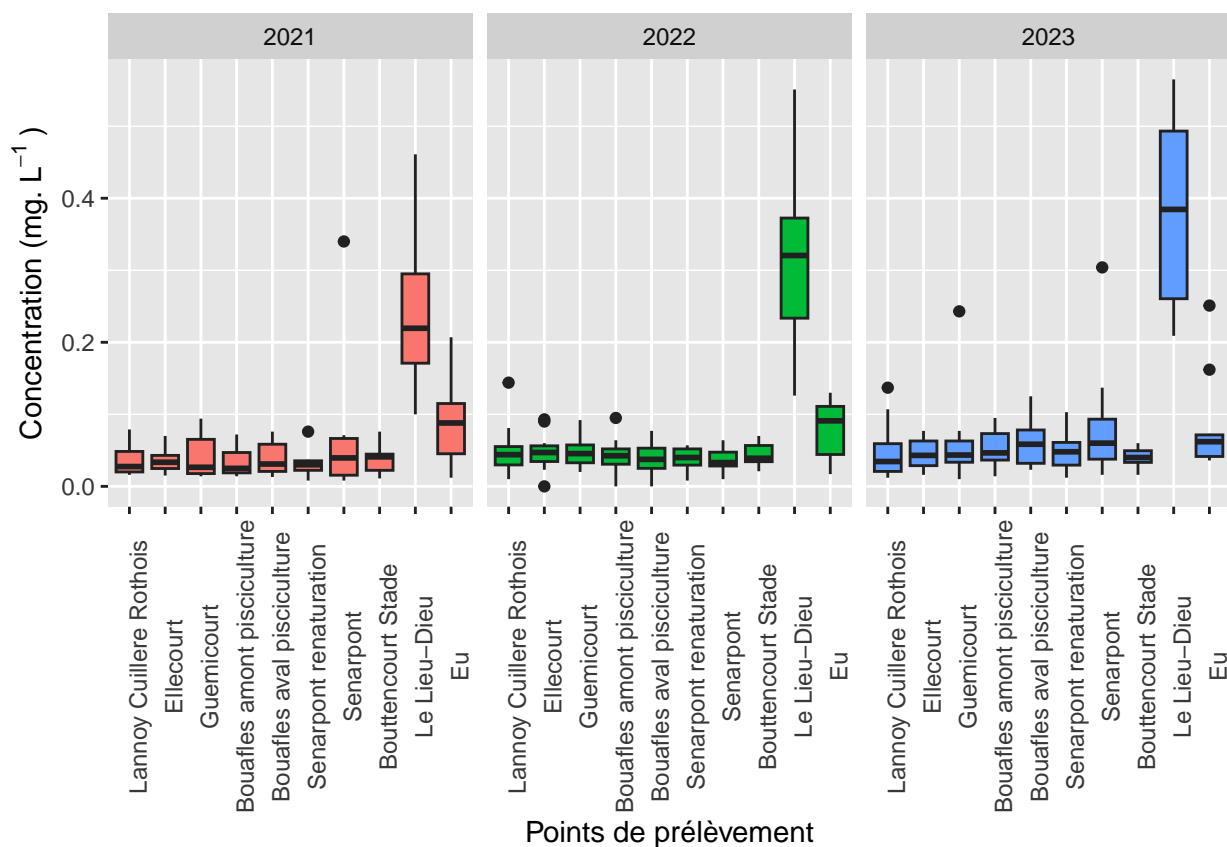 2021
2022
2023
Concentration (mg. L⁻¹ )
0.4
0.2
0.0
Lannoy Cuillere Rothois
Ellecourt
Guemicourt
Bouafles amont pisciculture
Bouafles aval pisciculture
Senarpont renaturation
Senarpont
Bouttencourt Stade
Le Lieu−Dieu
Eu
Lannoy Cuillere Rothois
Ellecourt
Guemicourt
Bouafles amont pisciculture
Bouafles aval pisciculture
Senarpont renaturation
Senarpont
Bouttencourt Stade
Le Lieu−Dieu
Eu
Lannoy Cuillere Rothois
Ellecourt
Guemicourt
Bouafles amont pisciculture
Bouafles aval pisciculture
Senarpont renaturation
Senarpont
Bouttencourt Stade
Le Lieu−Dieu
Eu
Points de prélèvement